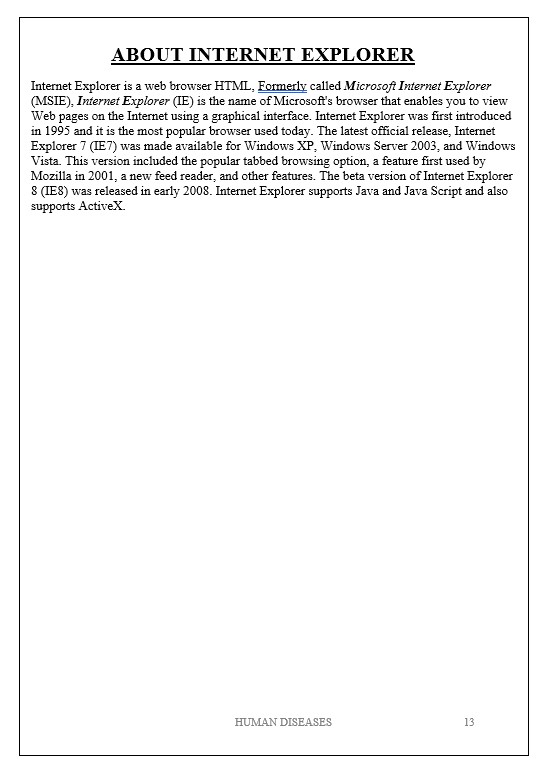 ABOUT INTERNET EXPLORER
Internet Explorer is a web browser HTML, Formerly called Microsoft Internet Explorer
(MSIE), Internet Explorer (IE) is the name of Microsoft's browser that enables you to view
Web pages on the Internet using a graphical interface. Internet Explorer was first introduced
in 1995 and it is the most popular browser used today. The latest official release, Internet
Explorer 7 (IE7) was made available for Windows XP, Windows Server 2003, and Windows
Vista. This version included the popular tabbed browsing option, a feature first used by
Mozilla in 2001, a new feed reader, and other features. The beta version of Internet Explorer
8 (IE8) was released in early 2008. Internet Explorer supports Java and Java Script and also
supports ActiveX.
HUMAN DISEASES 13